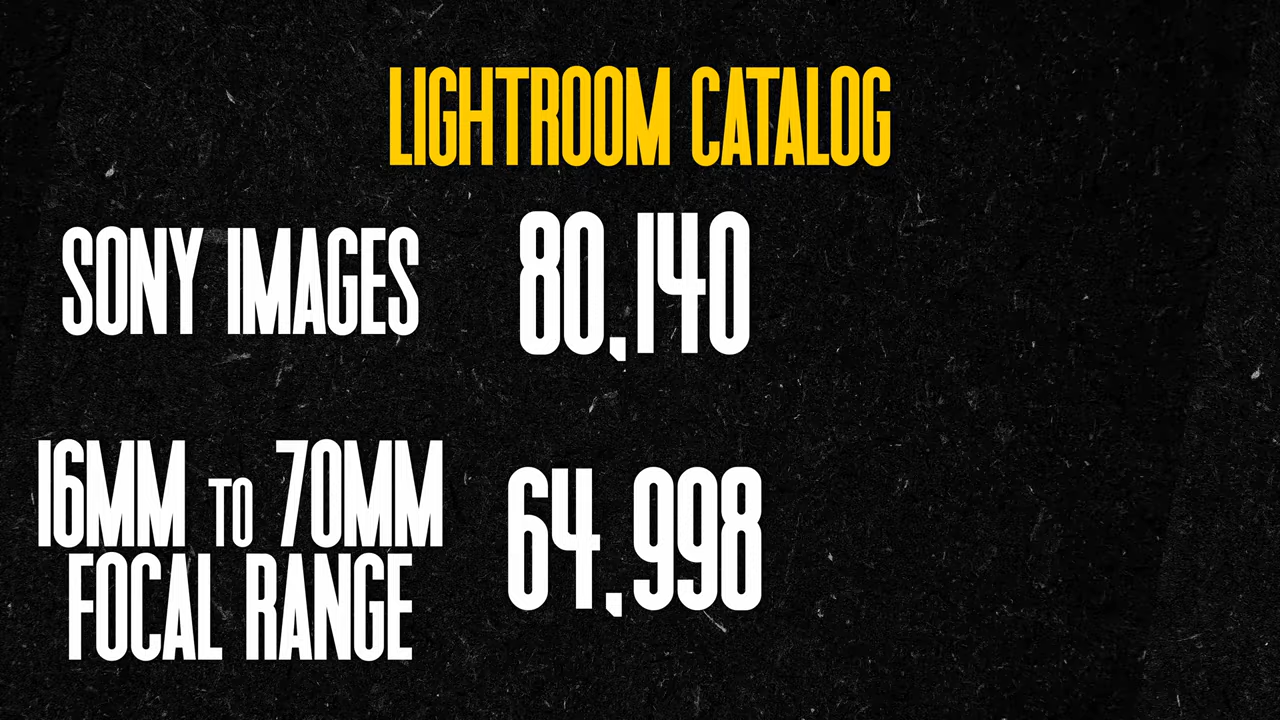 LIGHTROOM CATALOG
SONY IMAGES
80,140
16MM TO 70MM
FOCAL RANGE
64,998